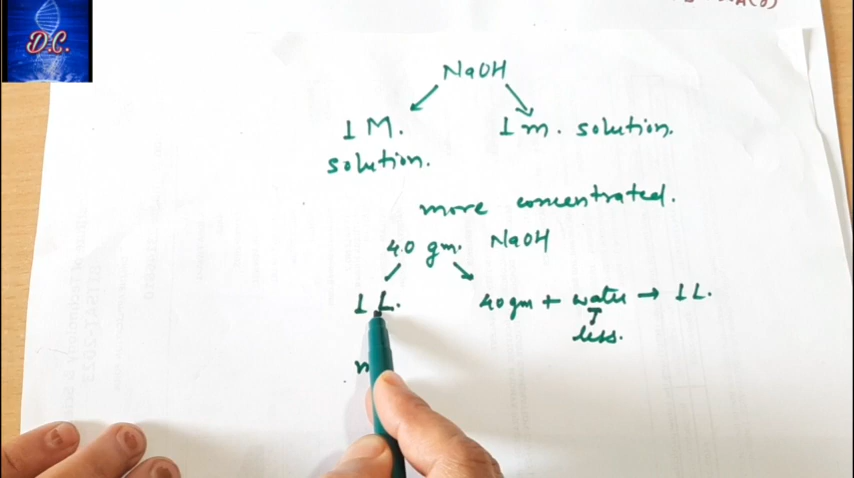 D.C.
NaOH
1 M. 1 m. solution.
solution.
more concentrated.
40 gm. NaOH
1 L. 40 gm + water → 1 L.
less.